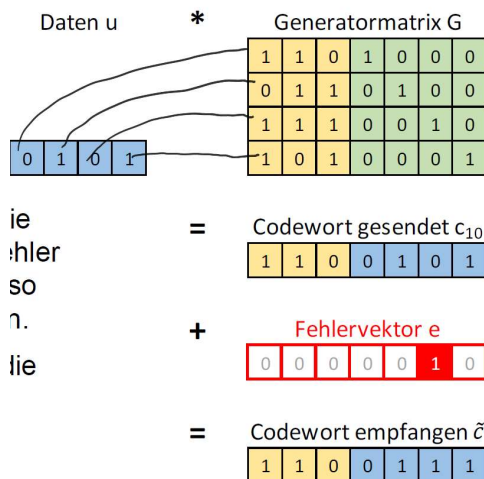 Daten u * Generatormatrix G
1 1 0 1 0 0 0
0 1 1 0 1 0 0
1 1 1 0 0 1 0
0 1 0 1 1 0 1 0 0 0 1
ie = Codewort gesendet c₁₀
ehler 1 1 0 0 1 0 1
so
n. + Fehlervektor e
die 0 0 0 0 0 1 0
= Codewort empfangen c̃
1 1 0 0 1 1 1